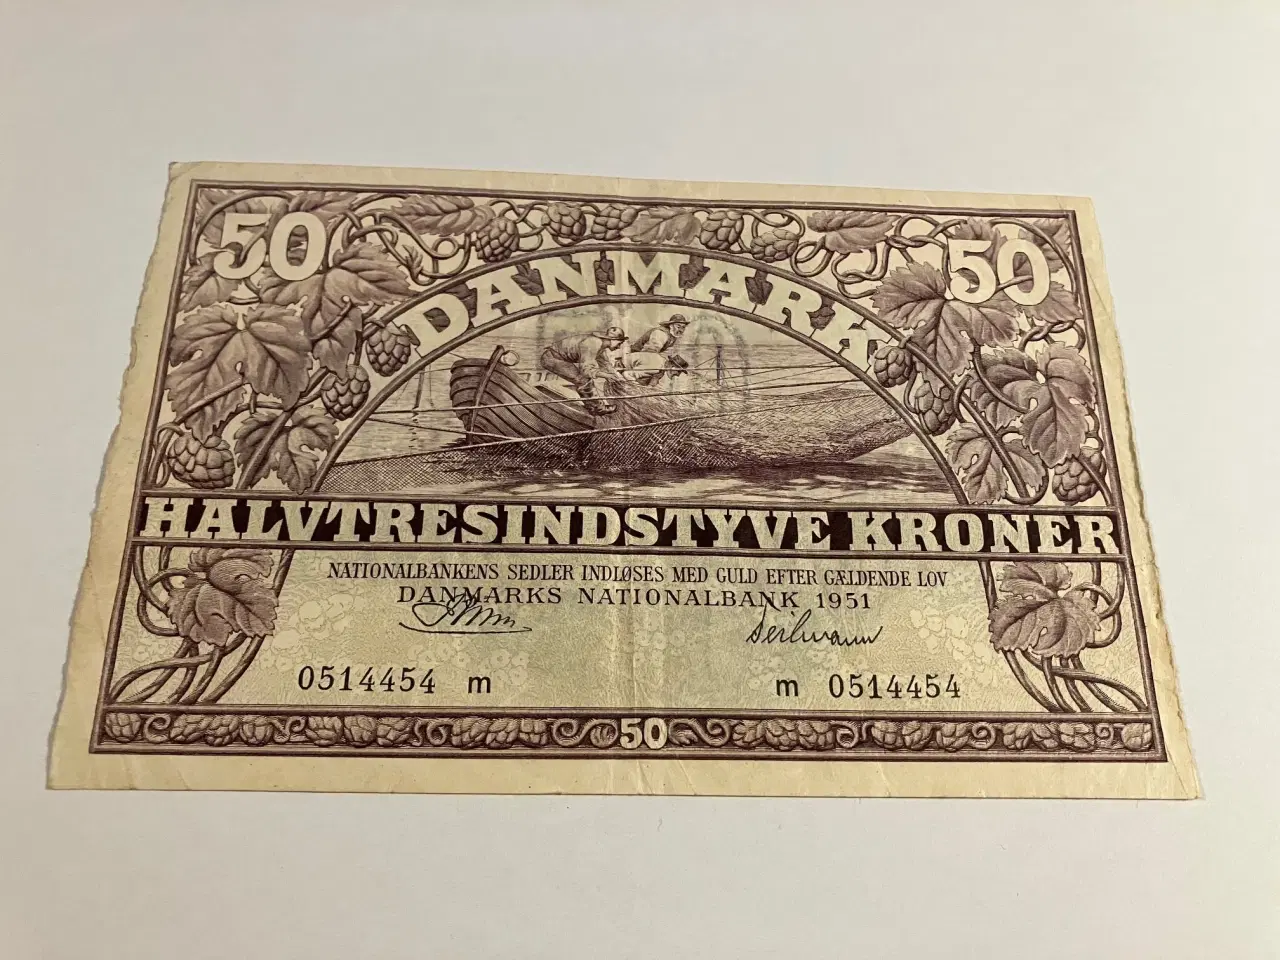 50 50
DANMARK
HALVTRESINDSTYVE KRONER
NATIONALBANKENS SEDLER INDLØSES MED GULD EFTER GÆLDENDE LOV
DANMARKS NATIONALBANK 1951
0514454 m m 0514454
50